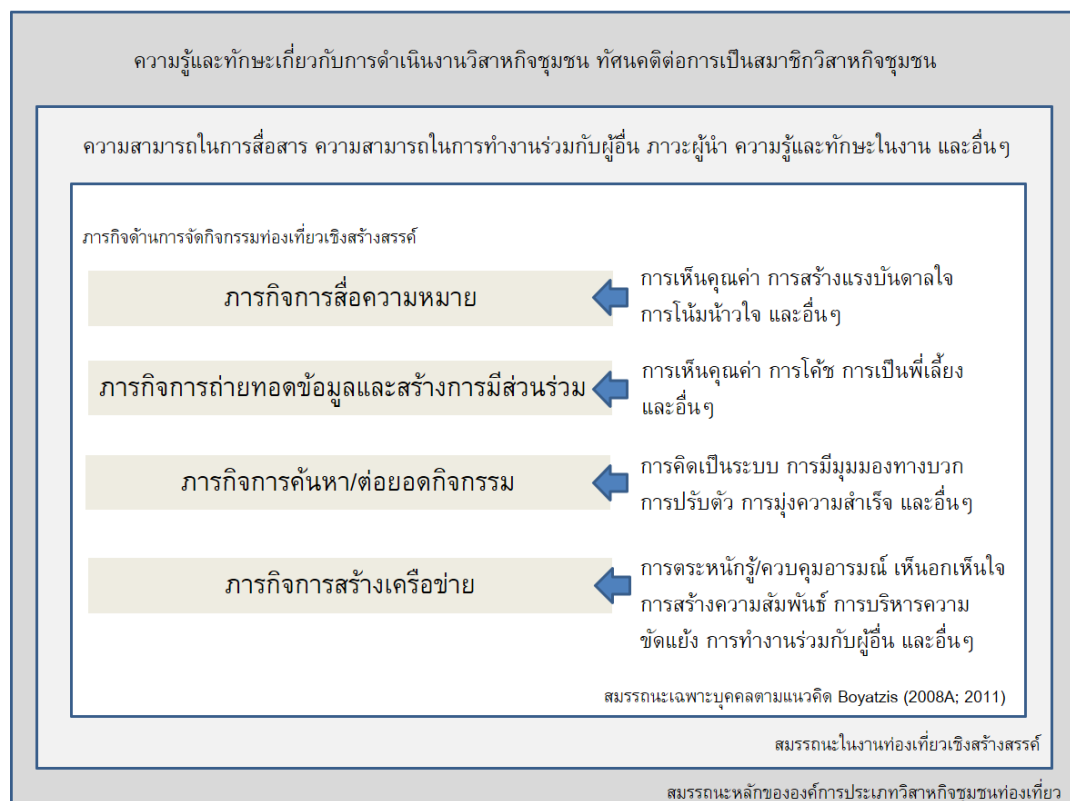 ความรู้และทักษะเกี่ยวกับการดำเนินงานวิสาหกิจชุมชน ทัศนคติต่อการเป็นสมาชิกวิสาหกิจชุมชน
ความสามารถในการสื่อสาร ความสามารถในการทำงานร่วมกับผู้อื่น ภาวะผู้นำ ความรู้และทักษะในงาน และอื่นๆ
ภารกิจด้านการจัดกิจกรรมท่องเที่ยวเชิงสร้างสรรค์
ภารกิจการสื่อความหมาย
การเห็นคุณค่า การสร้างแรงบันดาลใจ
การโน้มน้าวใจ และอื่นๆ
ภารกิจการถ่ายทอดข้อมูลและสร้างการมีส่วนร่วม
การเห็นคุณค่า การโค้ช การเป็นพี่เลี้ยง
และอื่นๆ
ภารกิจการค้นหา/ต่อยอดกิจกรรม
การคิดเป็นระบบ การมีมุมมองทางบวก
การปรับตัว การมุ่งความสำเร็จ และอื่นๆ
ภารกิจการสร้างเครือข่าย
การตระหนักรู้/ควบคุมอารมณ์ เห็นอกเห็นใจ
การสร้างความสัมพันธ์ การบริหารความ
ขัดแย้ง การทำงานร่วมกับผู้อื่น และอื่นๆ
สมรรถนะเฉพาะบุคคลตามแนวคิด Boyatzis (2008A; 2011)
สมรรถนะในงานท่องเที่ยวเชิงสร้างสรรค์
สมรรถนะหลักขององค์การประเภทวิสาหกิจชุมชนท่องเที่ยว